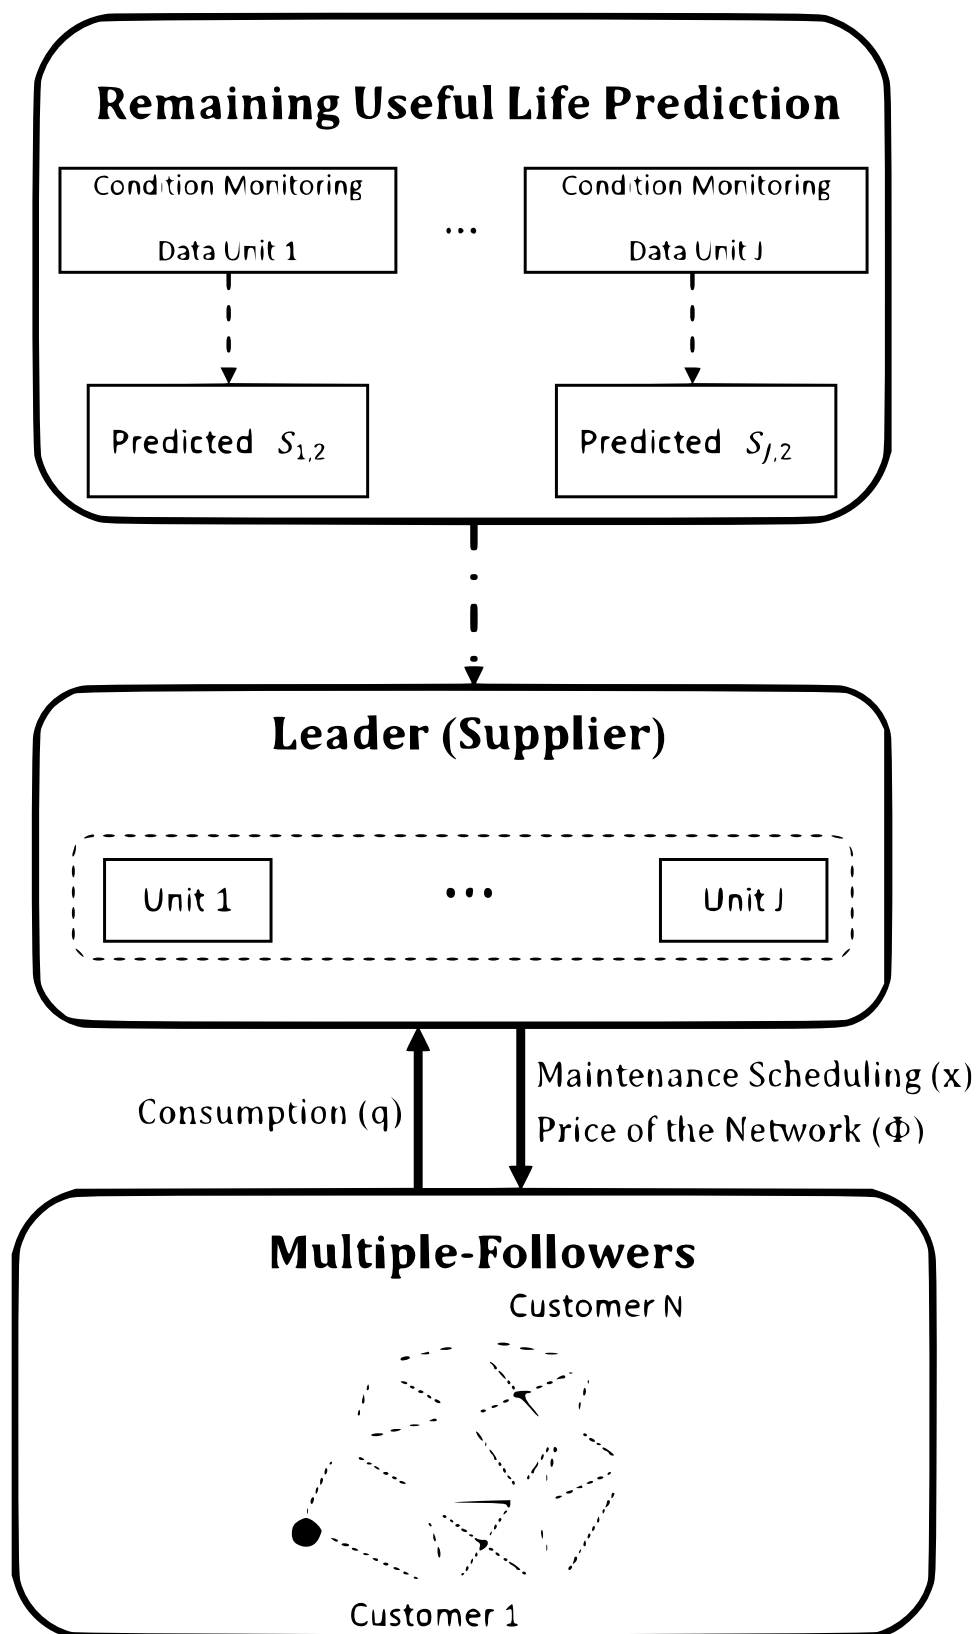 Remaining Useful Life Prediction
Condition Monitoring
Data Unit 1
...
Condition Monitoring
Data Unit J
Predicted S1,2
Predicted SJ,2
Leader (Supplier)
Unit 1
...
Unit J
Consumption (q)
Maintenance Scheduling (x)
Price of the Network (Φ)
Multiple-Followers
Customer N
Customer 1